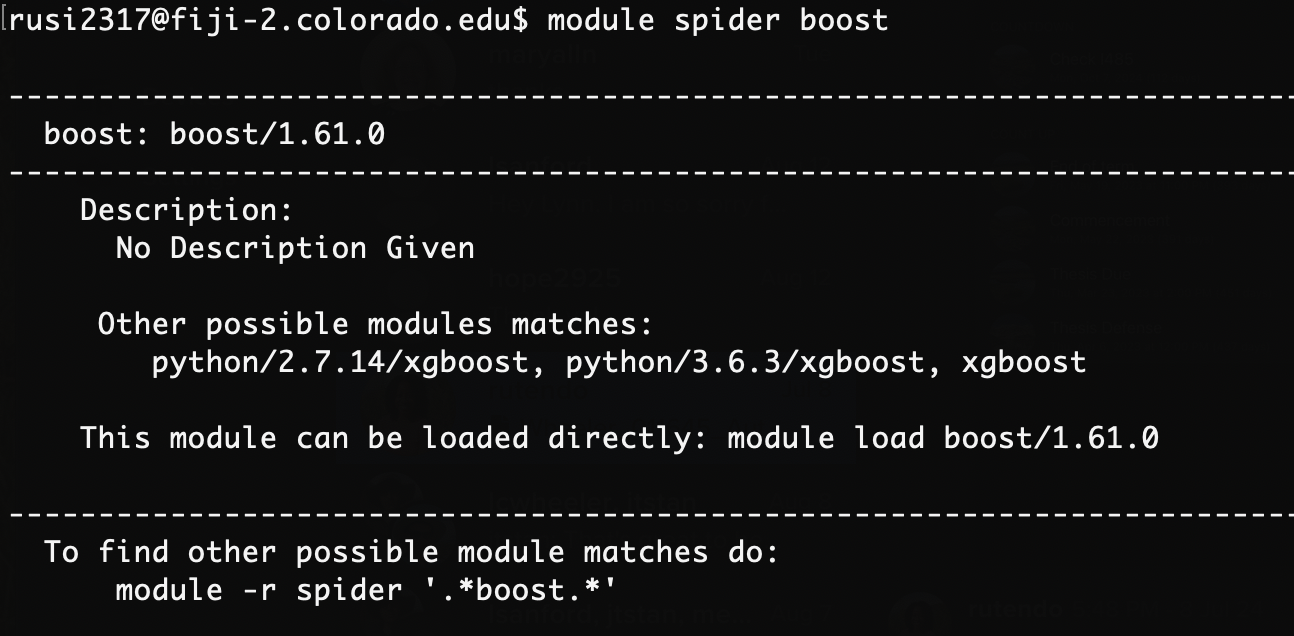 rusi2317@fiji-2.colorado.edu$ module spider boost
--------------------------------------------------------------------------------
boost: boost/1.61.0
--------------------------------------------------------------------------------
Description:
No Description Given
Other possible modules matches:
python/2.7.14/xgboost, python/3.6.3/xgboost, xgboost
This module can be loaded directly: module load boost/1.61.0
--------------------------------------------------------------------------------
To find other possible module matches do:
module -r spider '.*boost.*'